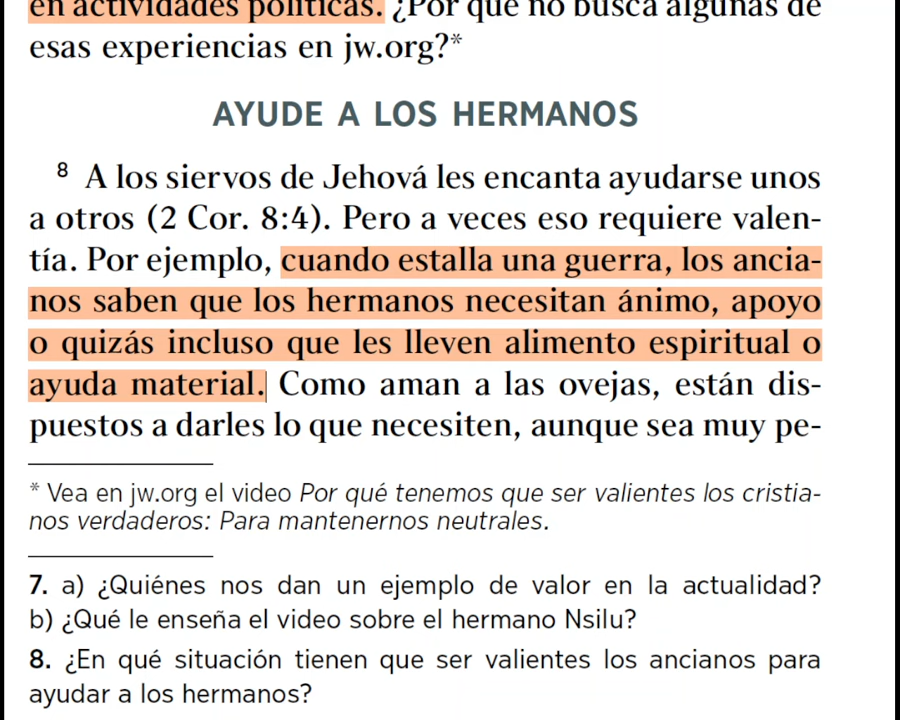 en actividades políticas. ¿Por qué no busca algunas de
esas experiencias en jw.org?*
AYUDE A LOS HERMANOS
8 A los siervos de Jehová les encanta ayudarse unos
a otros (2 Cor. 8:4). Pero a veces eso requiere valen-
tía. Por ejemplo, cuando estalla una guerra, los ancia-
nos saben que los hermanos necesitan ánimo, apoyo
o quizás incluso que les lleven alimento espiritual o
ayuda material. Como aman a las ovejas, están dis-
puestos a darles lo que necesiten, aunque sea muy pe-
* Vea en jw.org el video Por qué tenemos que ser valientes los cristia-
nos verdaderos: Para mantenernos neutrales.
7. a) ¿Quiénes nos dan un ejemplo de valor en la actualidad?
b) ¿Qué le enseña el video sobre el hermano Nsilu?
8. ¿En qué situación tienen que ser valientes los ancianos para
ayudar a los hermanos?